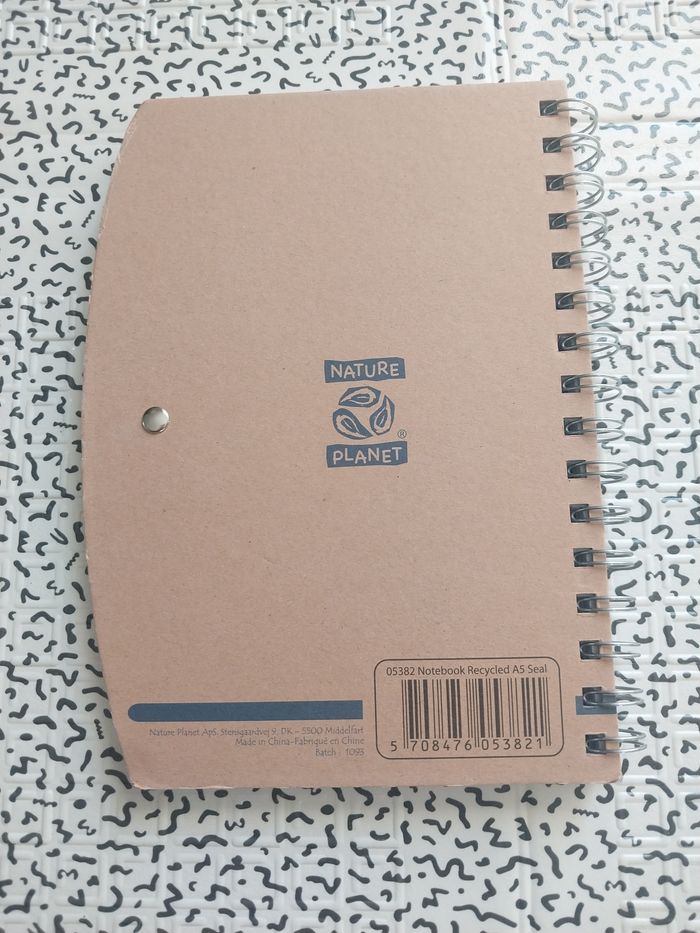 NATURE
®
PLANET
05382 Notebook Recycled A5 Seal
5 708476 053821
Nature Planet ApS. Stensgaardvej 9, DK - 5500 Middelfart
Made in China-Fabriqué en Chine
Batch : 1093